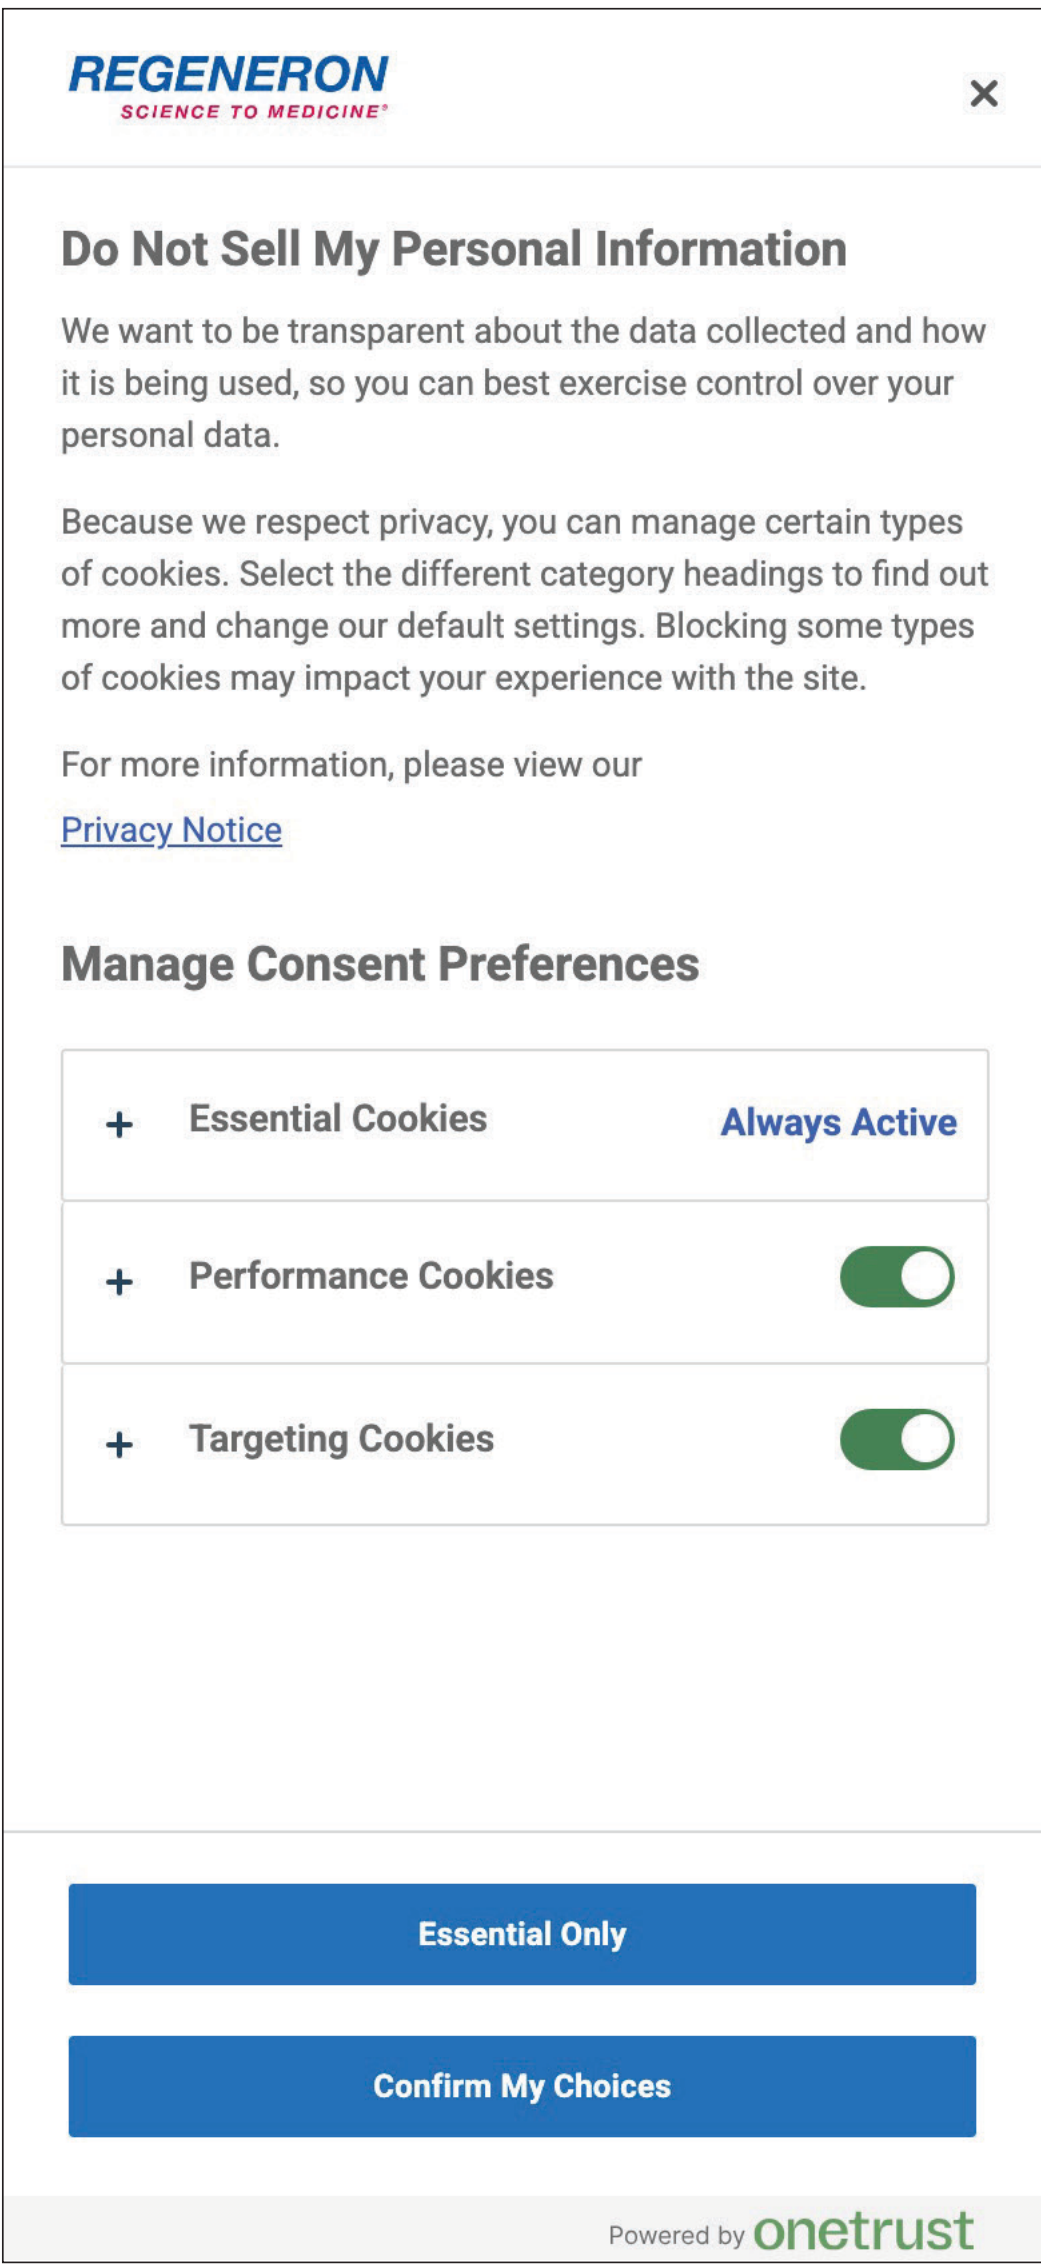 REGENERON
SCIENCE TO MEDICINE®
Do Not Sell My Personal Information
We want to be transparent about the data collected and how
it is being used, so you can best exercise control over your
personal data.
Because we respect privacy, you can manage certain types
of cookies. Select the different category headings to find out
more and change our default settings. Blocking some types
of cookies may impact your experience with the site.
For more information, please view our
Privacy Notice
Manage Consent Preferences
+ Essential Cookies Always Active
+ Performance Cookies
+ Targeting Cookies
Essential Only
Confirm My Choices
Powered by onetrust